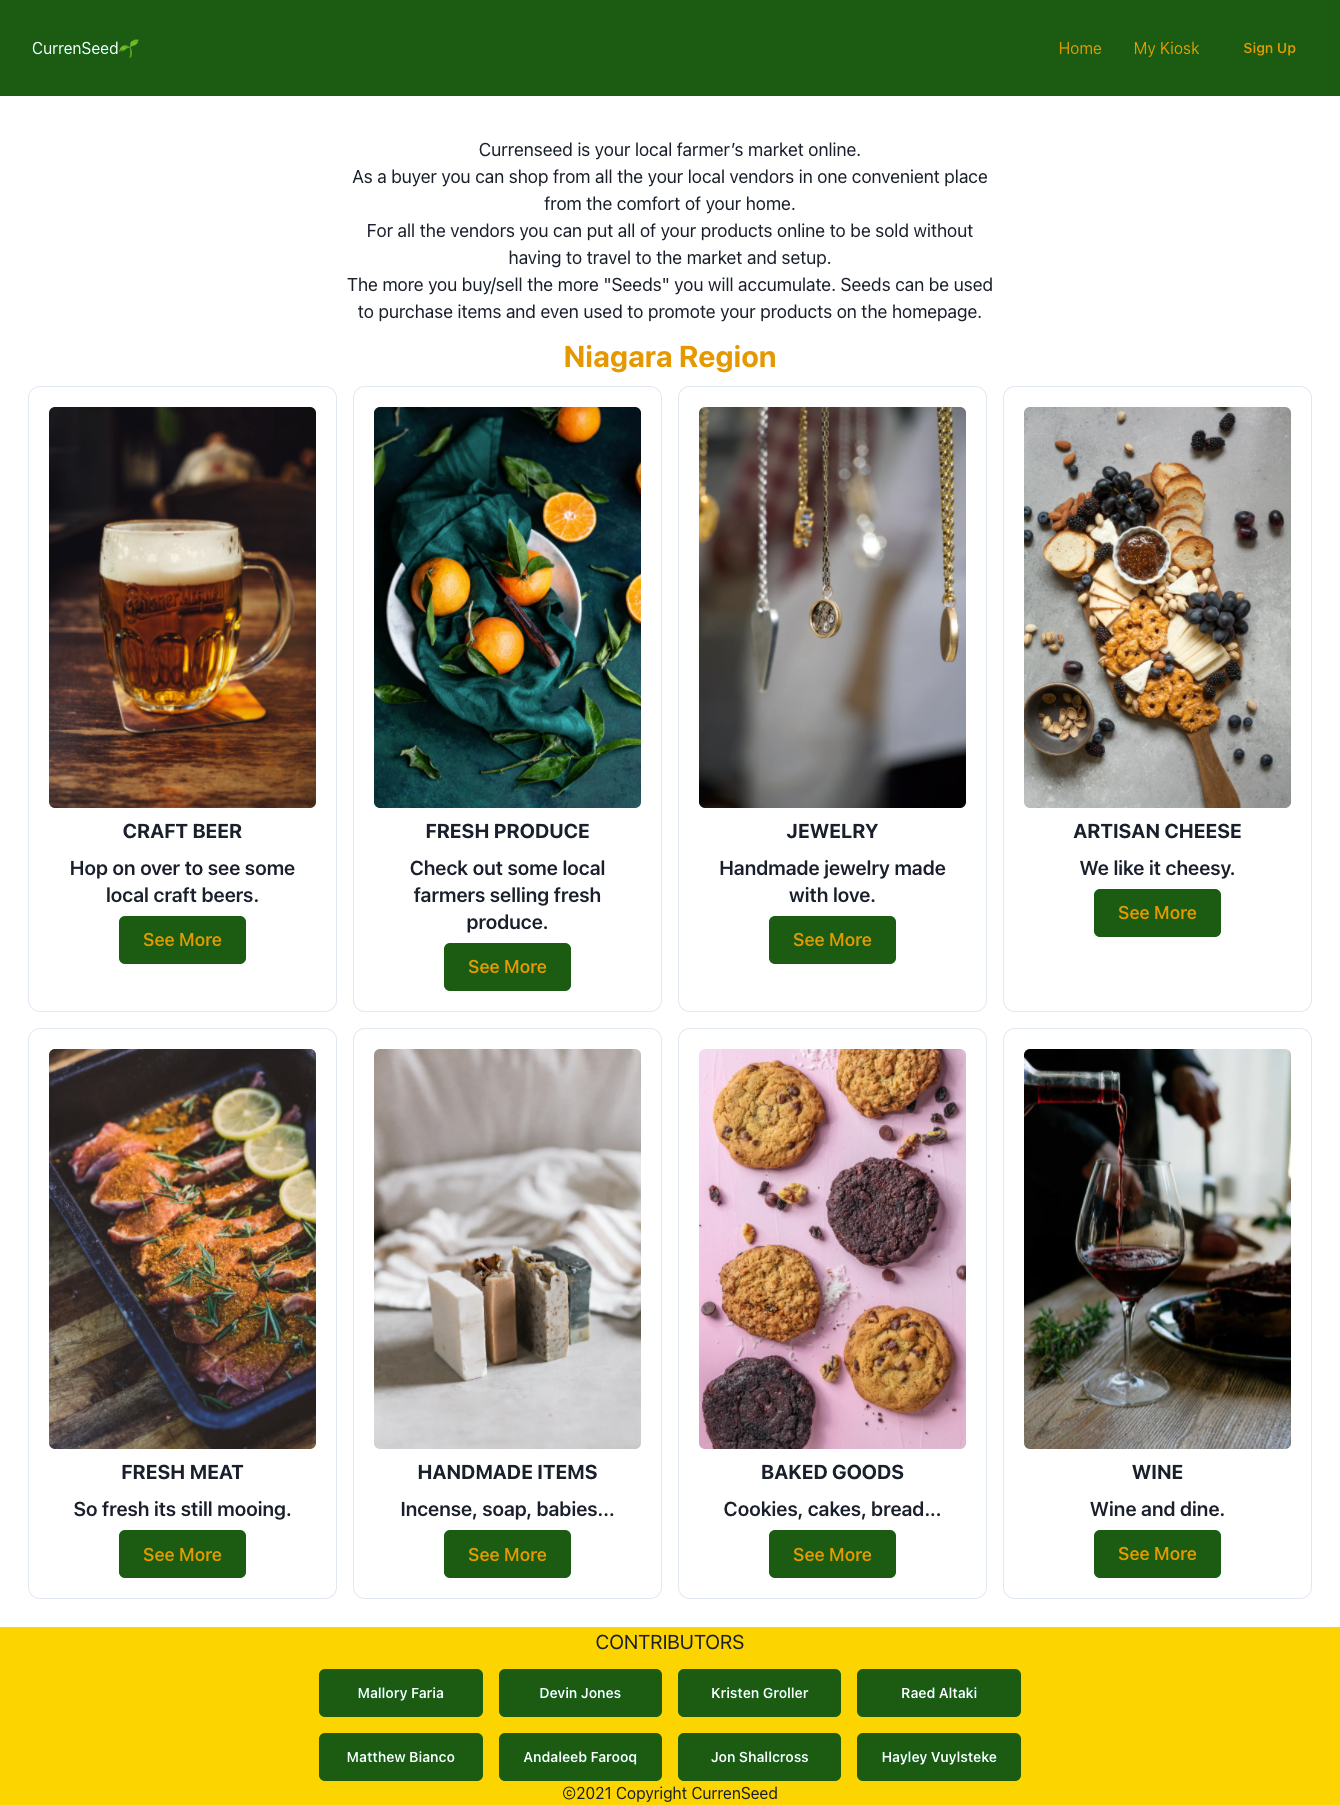 CurrenSeed
Home
My Kiosk
Sign Up
Currenseed is your local farmer’s market online.
As a buyer you can shop from all the your local vendors in one convenient place
from the comfort of your home.
For all the vendors you can put all of your products online to be sold without
having to travel to the market and setup.
The more you buy/sell the more "Seeds" you will accumulate. Seeds can be used
to purchase items and even used to promote your products on the homepage.
Niagara Region
CRAFT BEER
Hop on over to see some
local craft beers.
See More
FRESH PRODUCE
Check out some local
farmers selling fresh
produce.
See More
JEWELRY
Handmade jewelry made
with love.
See More
ARTISAN CHEESE
We like it cheesy.
See More
FRESH MEAT
So fresh its still mooing.
See More
HANDMADE ITEMS
Incense, soap, babies...
See More
BAKED GOODS
Cookies, cakes, bread...
See More
WINE
Wine and dine.
See More
CONTRIBUTORS
Mallory Faria
Devin Jones
Kristen Groller
Raed Altaki
Matthew Bianco
Andaleeb Farooq
Jon Shallcross
Hayley Vuylsteke
©2021 Copyright CurrenSeed